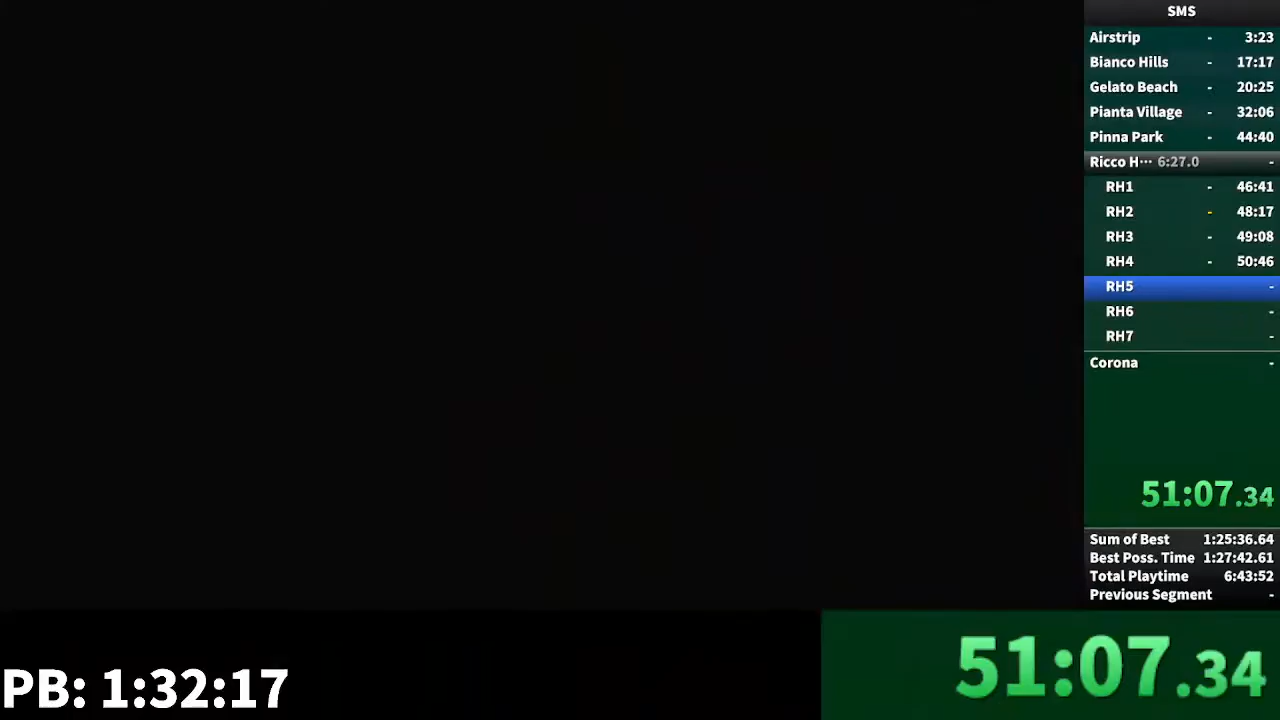 SMS
Airstrip - 3:23
Bianco Hills - 17:17
Gelato Beach - 20:25
Pianta Village - 32:06
Pinna Park - 44:40
Ricco H··· 6:27.0 -
RH1 - 46:41
RH2 - 48:17
RH3 - 49:08
RH4 - 50:46
RH5 -
RH6 -
RH7 -
Corona -
51:07.34
Sum of Best 1:25:36.64
Best Poss. Time 1:27:42.61
Total Playtime 6:43:52
Previous Segment -
PB: 1:32:17
51:07.34